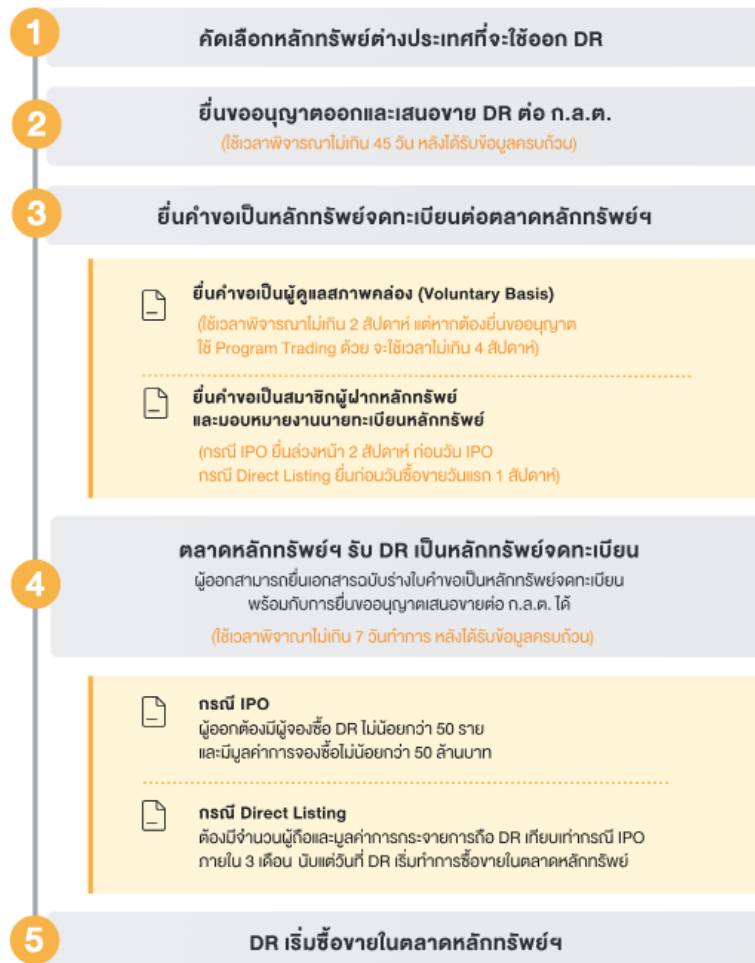 1
คัดเลือกหลักทรัพย์ต่างประเทศที่จะใช้ออก DR
2
ยื่นขออนุญาตออกและเสนอขาย DR ต่อ ก.ล.ต.
(ใช้เวลาพิจารณาไม่เกิน 45 วัน หลังได้รับข้อมูลครบถ้วน)
3
ยื่นคำขอเป็นหลักทรัพย์จดทะเบียนต่อตลาดหลักทรัพย์ฯ
ยื่นคำขอเป็นผู้ดูแลสภาพคล่อง (Voluntary Basis)
(ใช้เวลาพิจารณาไม่เกิน 2 สัปดาห์ แต่หากต้องยื่นขออนุญาต
ใช้ Program Trading ด้วย จะใช้เวลาไม่เกิน 4 สัปดาห์)
ยื่นคำขอเป็นสมาชิกผู้ฝากหลักทรัพย์
และมอบหมายงานนายทะเบียนหลักทรัพย์
(กรณี IPO ยื่นล่วงหน้า 2 สัปดาห์ ก่อนวัน IPO
กรณี Direct Listing ยื่นก่อนวันซื้อขายวันแรก 1 สัปดาห์)
4
ตลาดหลักทรัพย์ฯ รับ DR เป็นหลักทรัพย์จดทะเบียน
ผู้ออกสามารถยื่นเอกสารฉบับร่างใบคำขอเป็นหลักทรัพย์จดทะเบียน
พร้อมกับการยื่นขออนุญาตเสนอขายต่อ ก.ล.ต. ได้
(ใช้เวลาพิจาณาไม่เกิน 7 วันทำการ หลังได้รับข้อมูลครบถ้วน)
กรณี IPO
ผู้ออกต้องมีผู้จองซื้อ DR ไม่น้อยกว่า 50 ราย
และมีมูลค่าการจองซื้อไม่น้อยกว่า 50 ล้านบาท
กรณี Direct Listing
ต้องมีจำนวนผู้ถือและมูลค่าการกระจายการถือ DR เทียบเท่ากรณี IPO
ภายใน 3 เดือน นับแต่วันที่ DR เริ่มทำการซื้อขายในตลาดหลักทรัพย์
5
DR เริ่มซื้อขายในตลาดหลักทรัพย์ฯ